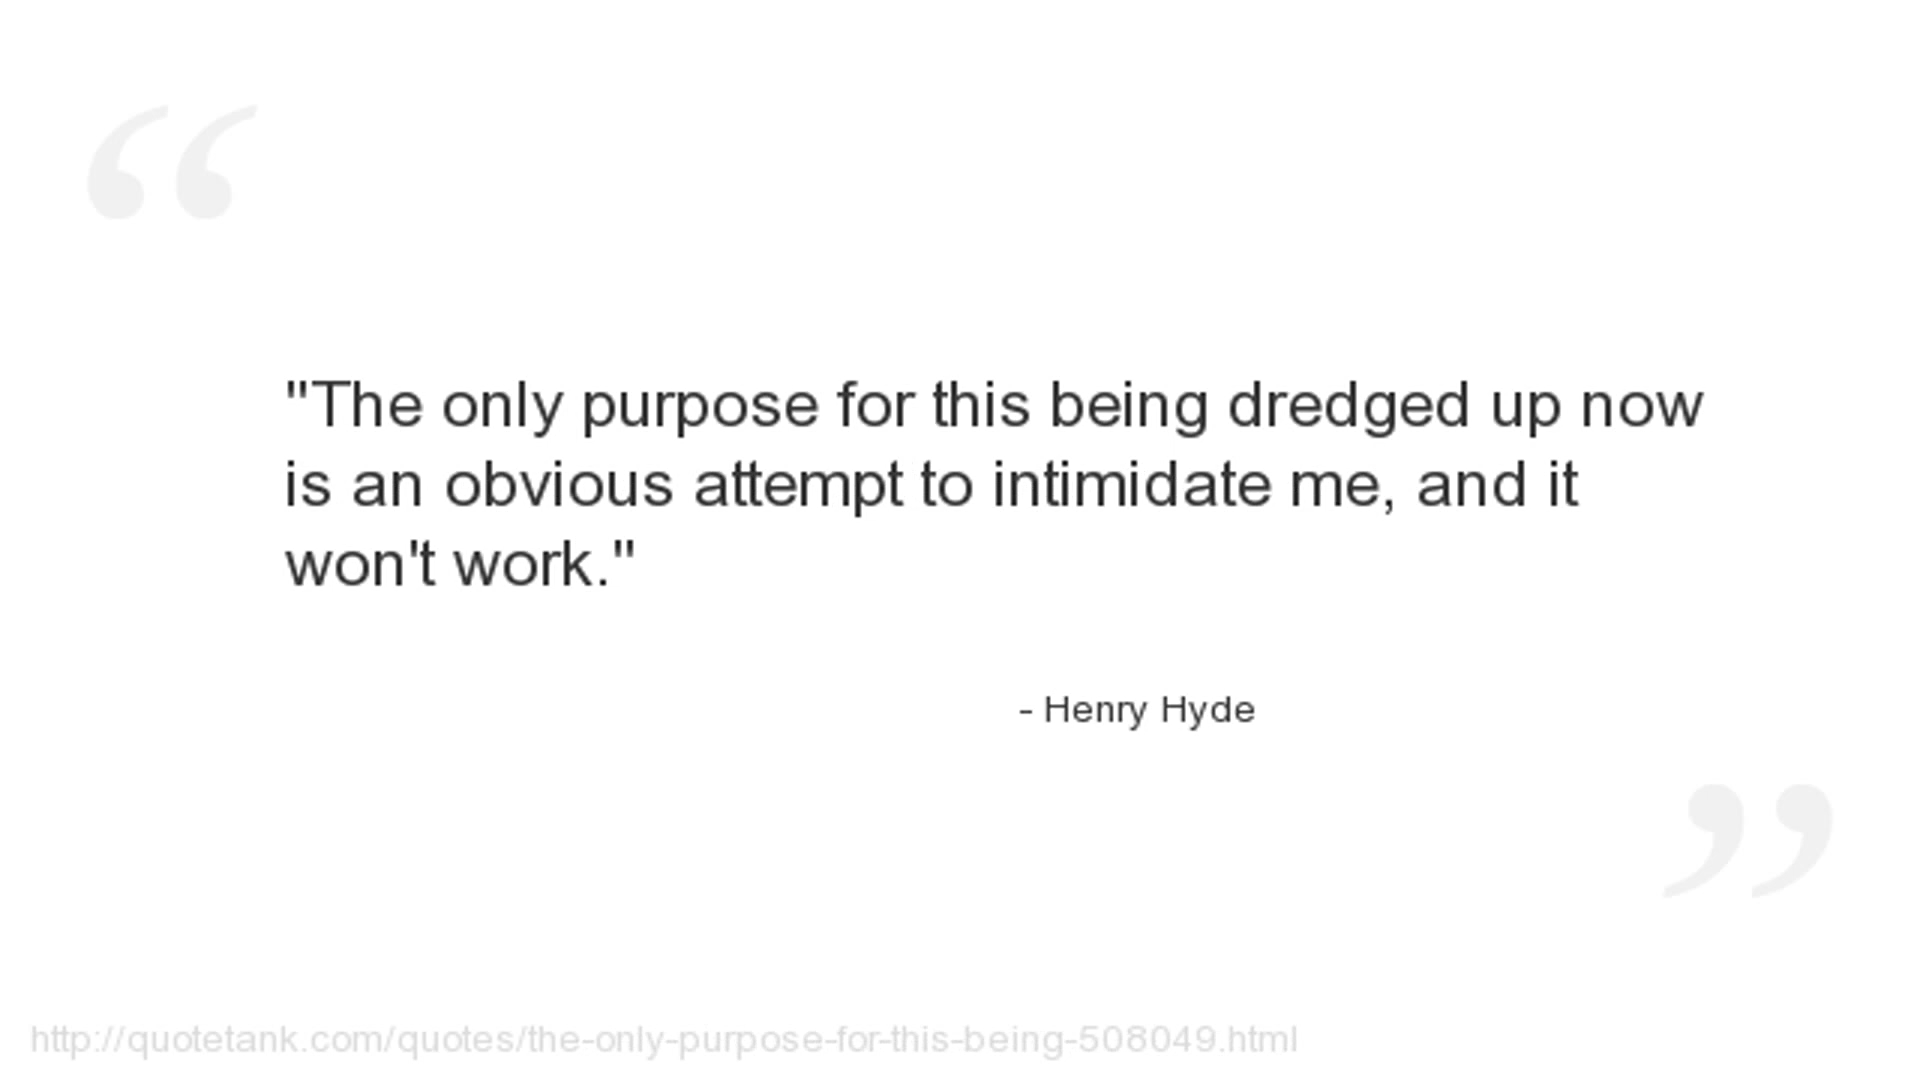 "The only purpose for this being dredged up now
is an obvious attempt to intimidate me, and it
won't work."
- Henry Hyde
http://quotetank.com/quotes/the-only-purpose-for-this-being-508049.html